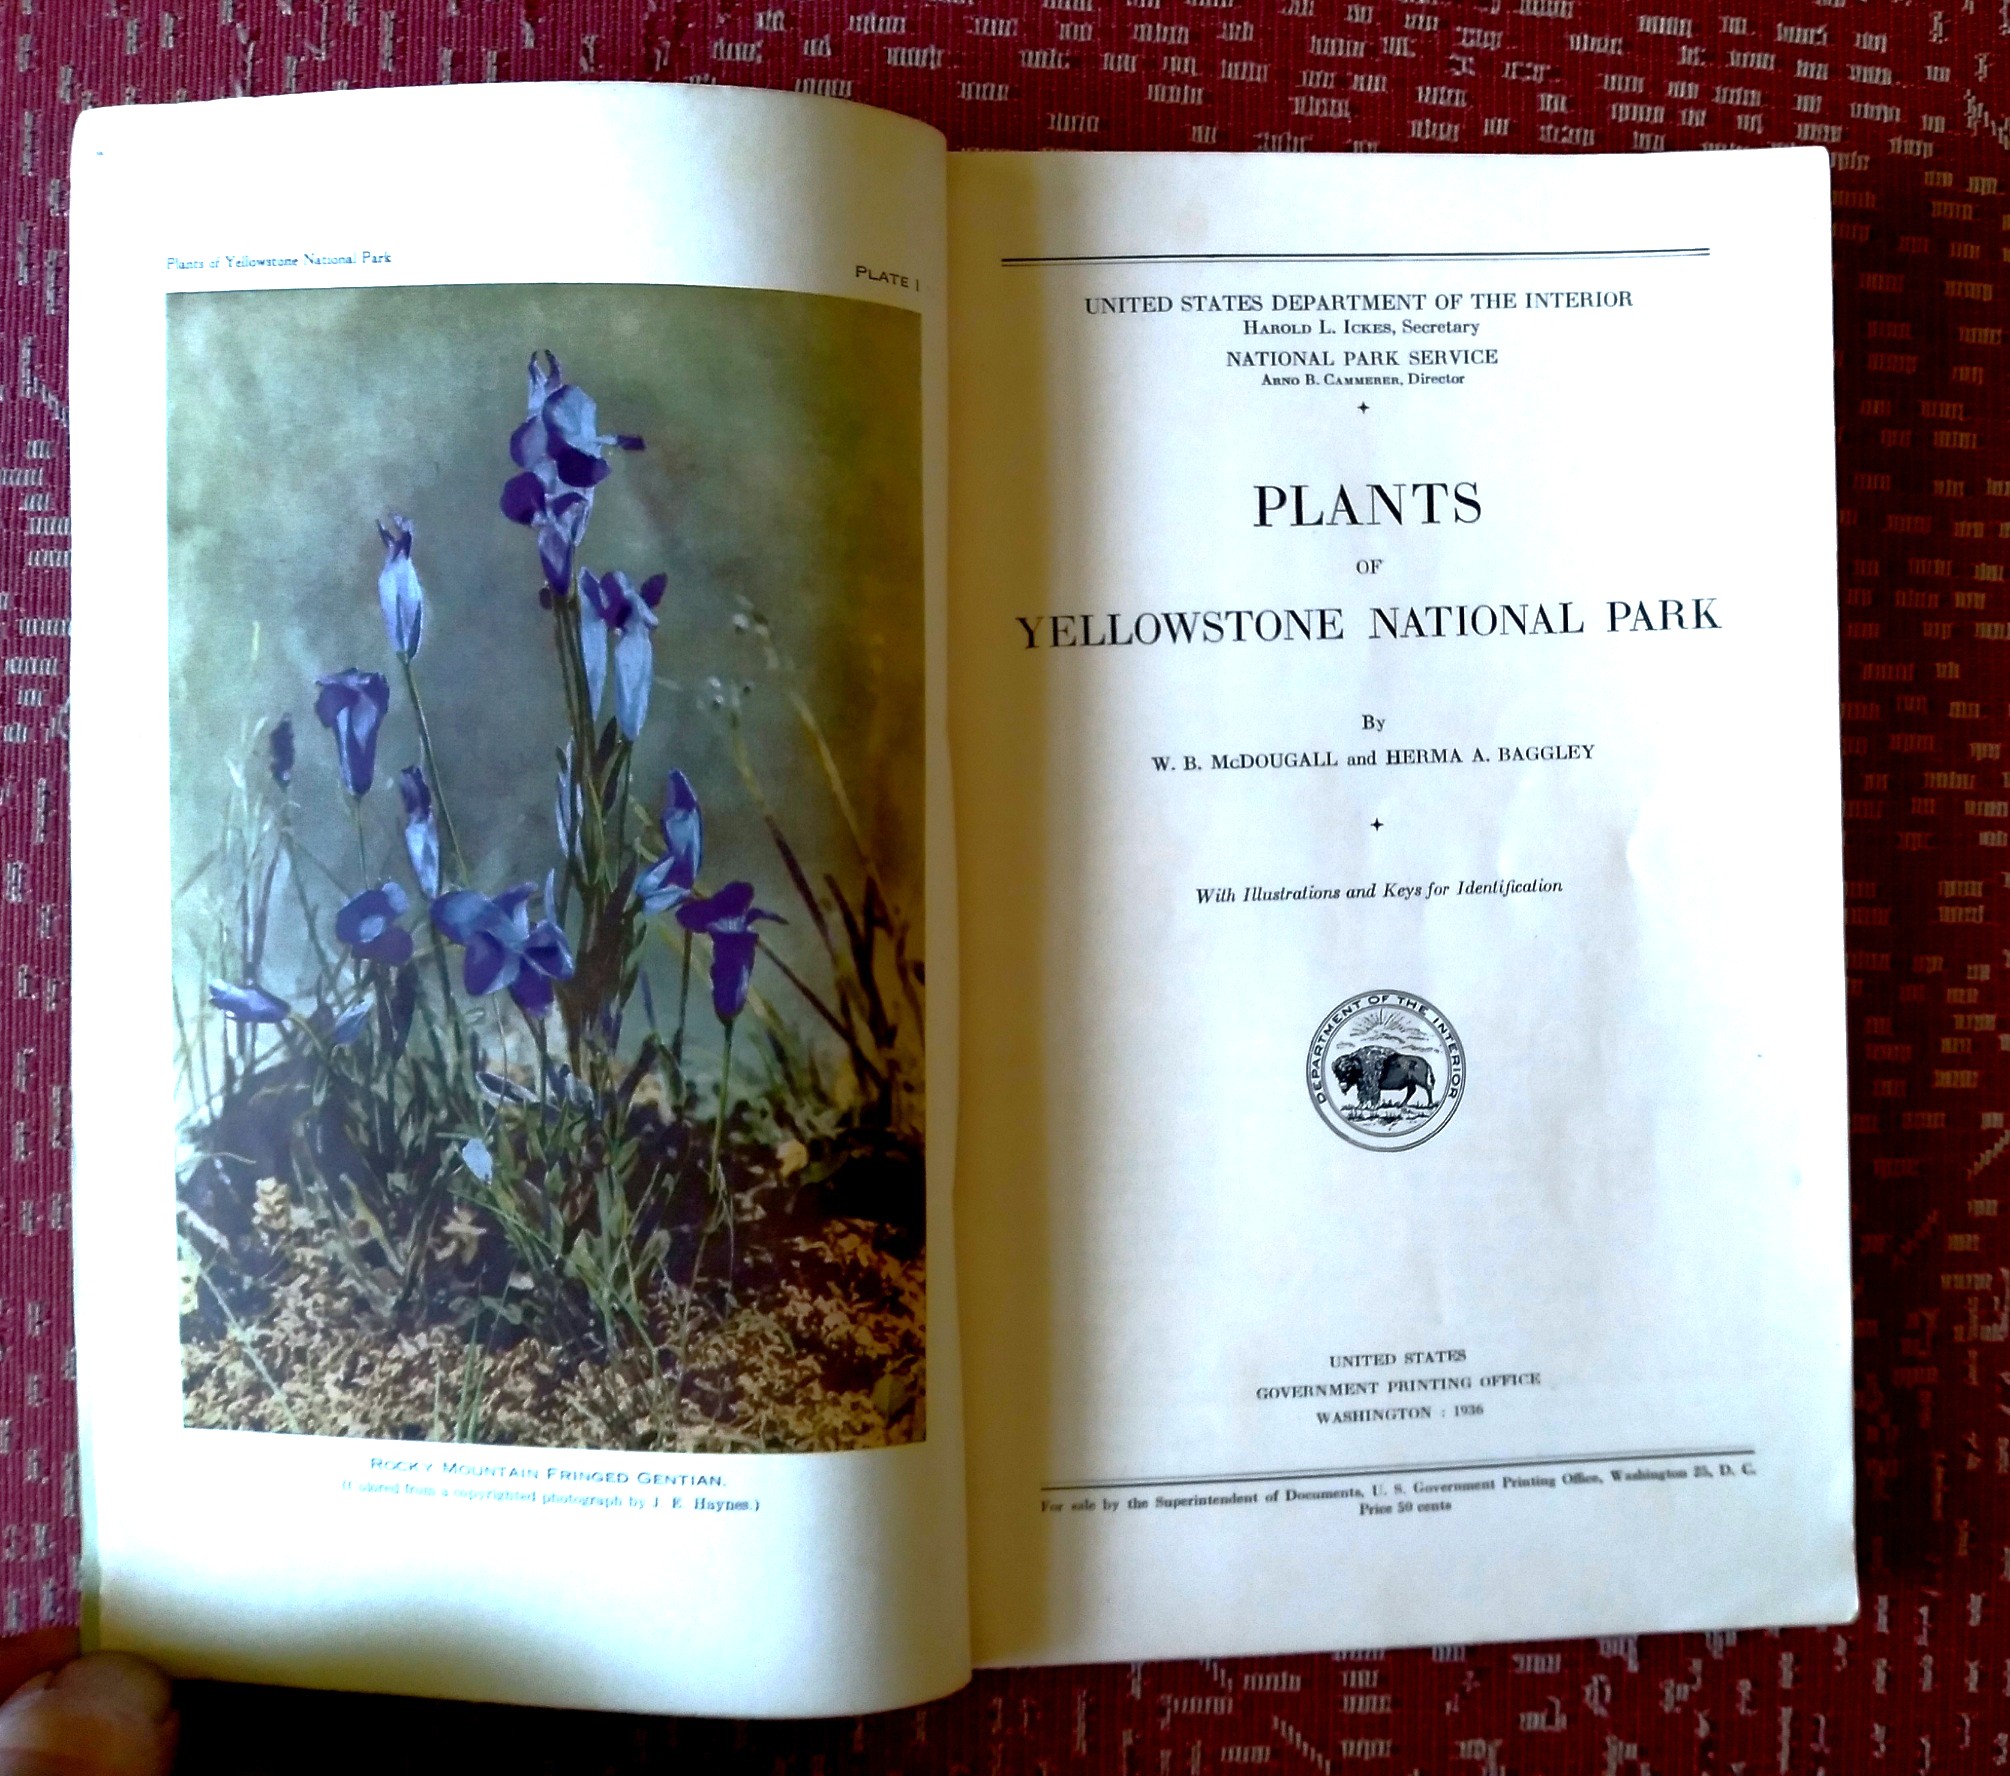 Plants of Yellowstone National Park
PLATE 1
ROCKY MOUNTAIN FRINGED GENTIAN.
(Colored from a copyrighted photograph by J. E. Haynes.)
UNITED STATES DEPARTMENT OF THE INTERIOR
HAROLD L. ICKES, Secretary
NATIONAL PARK SERVICE
ARNO B. CAMMERER, Director
PLANTS
OF
YELLOWSTONE NATIONAL PARK
By
W. B. McDOUGALL and HERMA A. BAGGLEY
With Illustrations and Keys for Identification
DEPARTMENT OF THE INTERIOR
UNITED STATES
GOVERNMENT PRINTING OFFICE
WASHINGTON : 1936
For sale by the Superintendent of Documents, U. S. Government Printing Office, Washington 25, D. C.
Price 50 cents